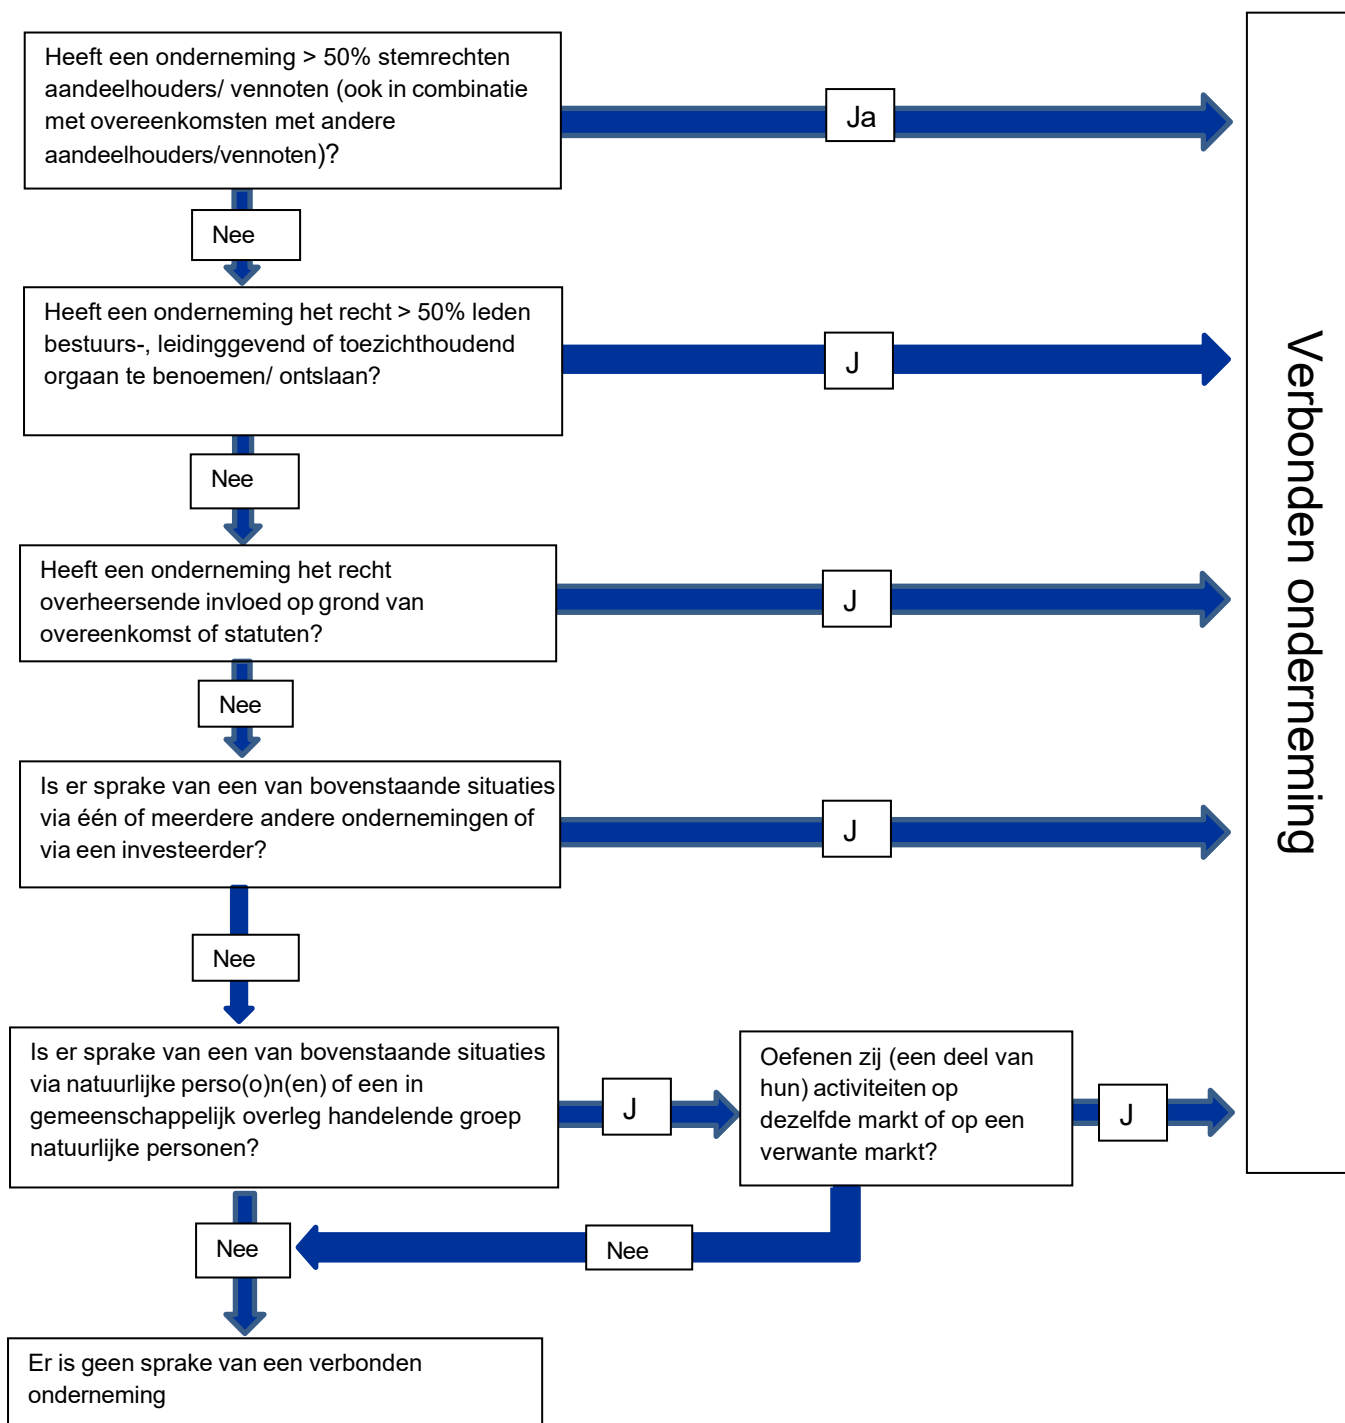 Heeft een onderneming > 50% stemrechten
aandeelhouders/ vennoten (ook in combinatie
met overeenkomsten met andere
aandeelhouders/vennoten)?
Ja
Nee
Heeft een onderneming het recht > 50% leden
bestuurs-, leidinggevend of toezichthoudend
orgaan te benoemen/ ontslaan?
J
Nee
Heeft een onderneming het recht
overheersende invloed op grond van
overeenkomst of statuten?
J
Nee
Is er sprake van een van bovenstaande situaties
via één of meerdere andere ondernemingen of
via een investeerder?
J
Nee
Is er sprake van een van bovenstaande situaties
via natuurlijke perso(o)n(en) of een in
gemeenschappelijk overleg handelende groep
natuurlijke personen?
J
Oefenen zij (een deel van
hun) activiteiten op
dezelfde markt of op een
verwante markt?
J
Nee
Nee
Er is geen sprake van een verbonden
onderneming
Verbonden onderneming